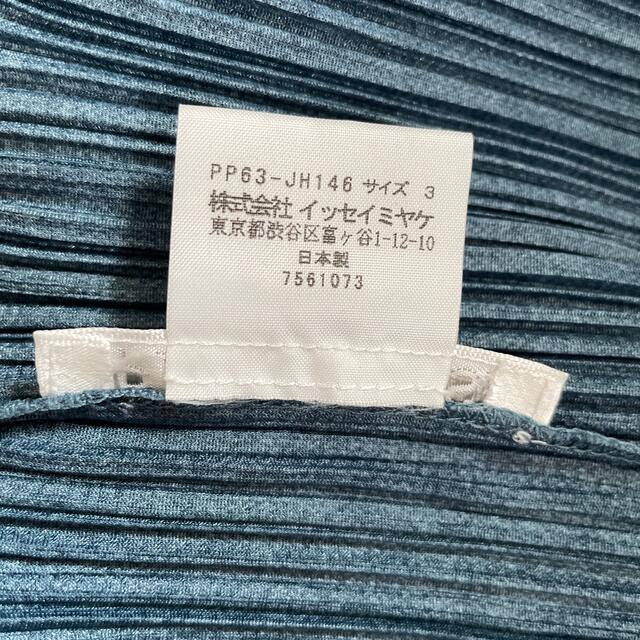 PP63-JH146 サイズ 3
株式会社 イッセイミヤケ
東京都渋谷区富ヶ谷1-12-10
日本製
7561073